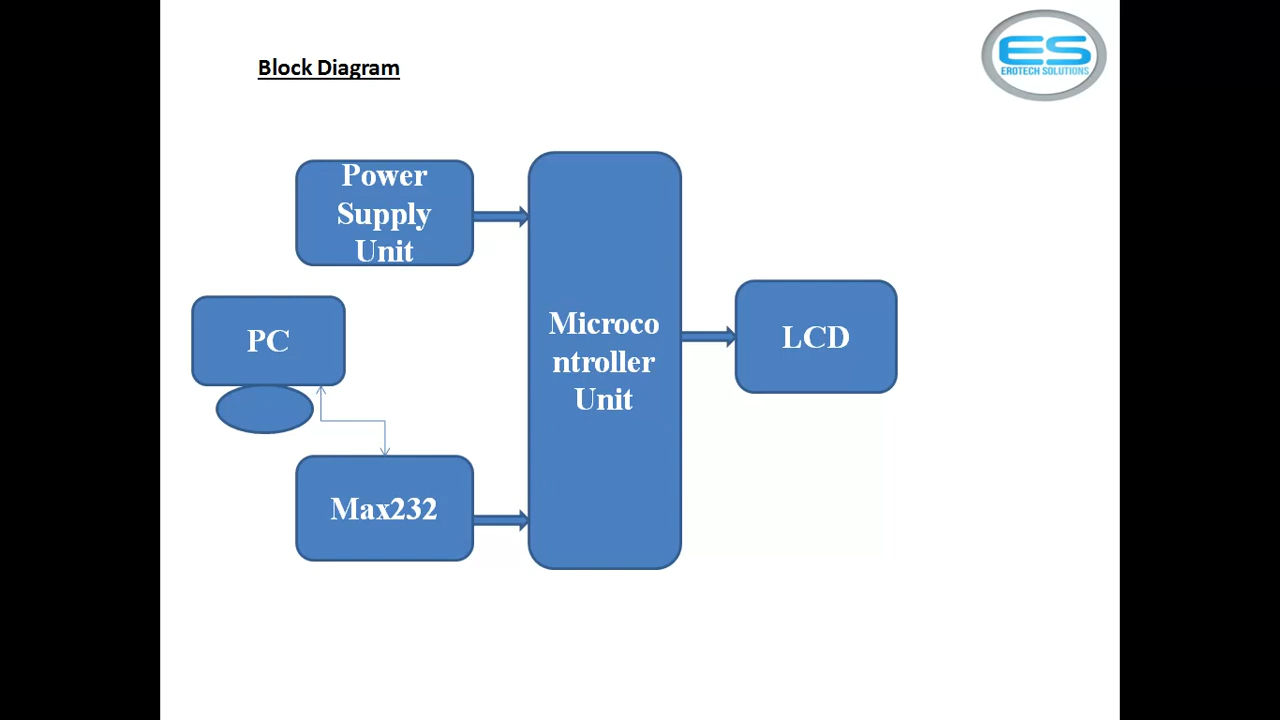 Block Diagram
ES
EROTECH SOLUTIONS
Power
Supply
Unit
PC
Microco
ntroller
Unit
LCD
Max232